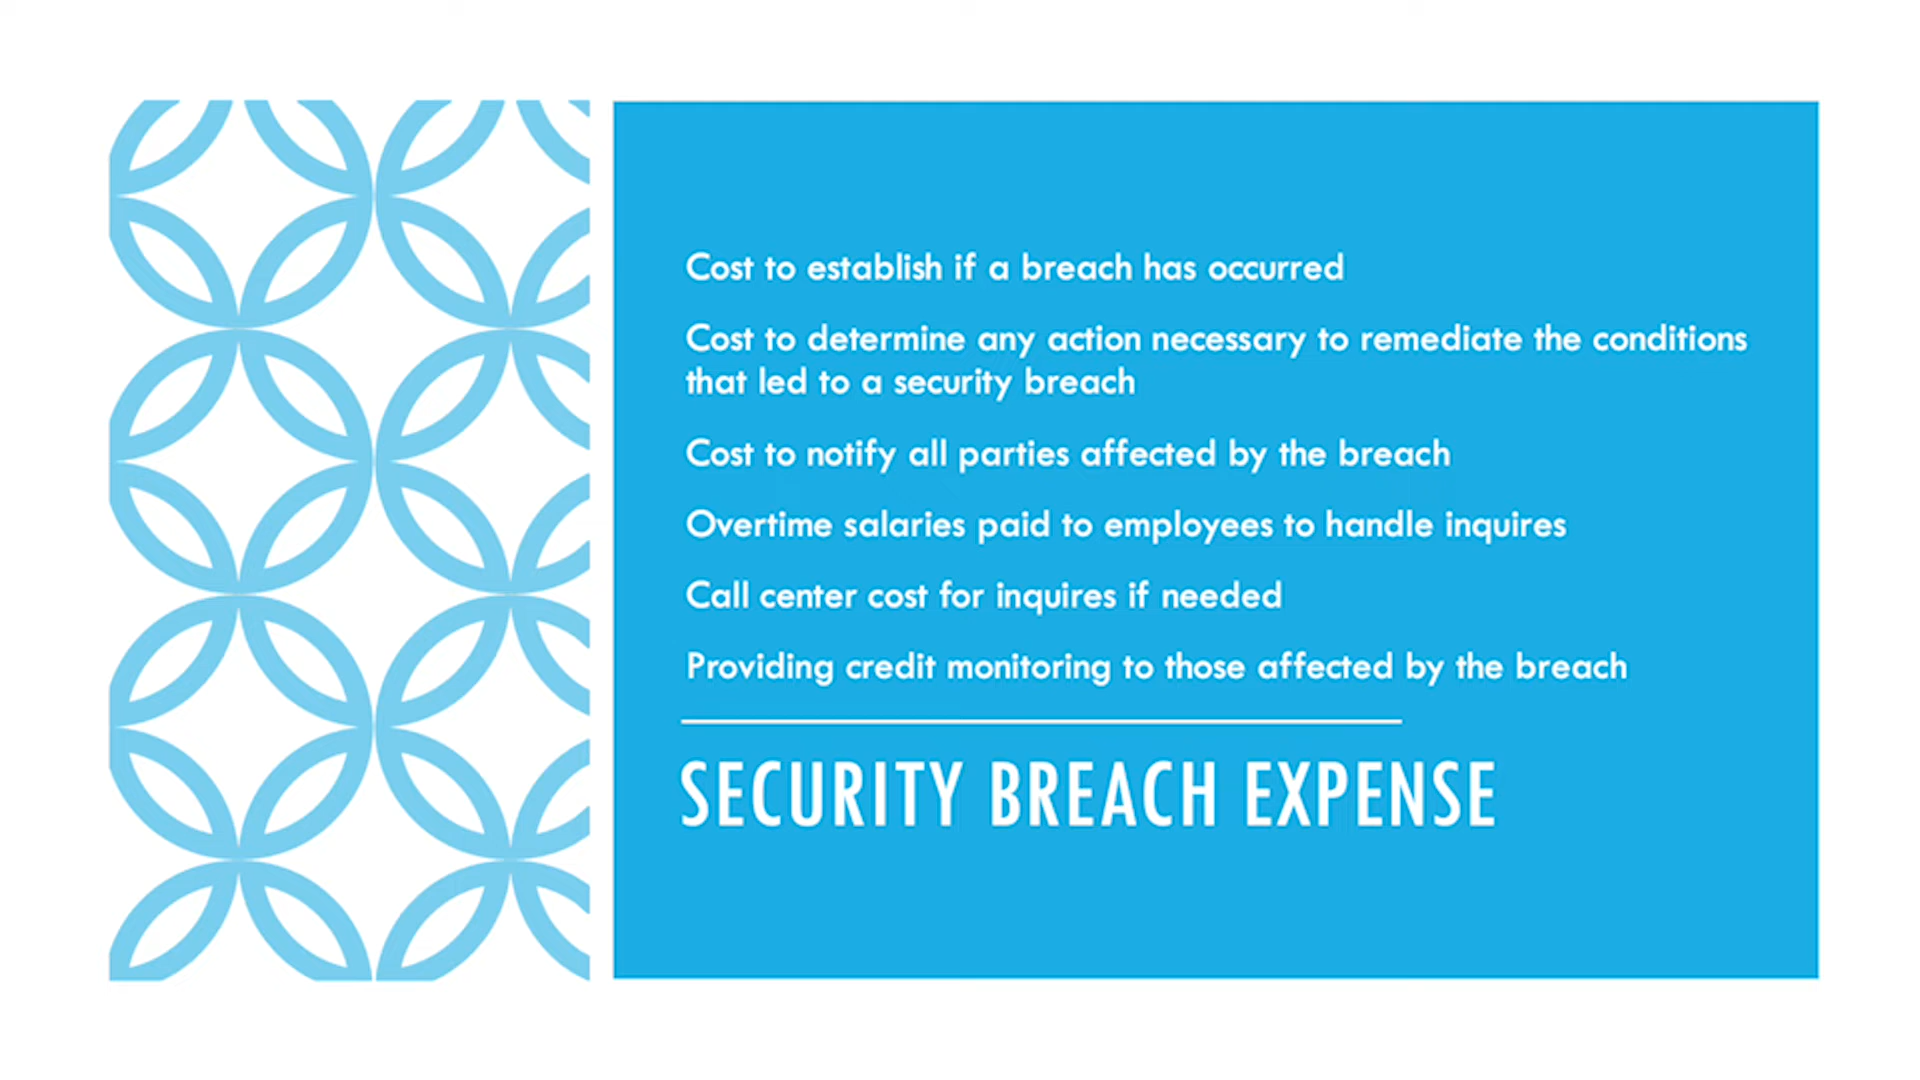 Cost to establish if a breach has occurred
Cost to determine any action necessary to remediate the conditions
that led to a security breach
Cost to notify all parties affected by the breach
Overtime salaries paid to employees to handle inquires
Call center cost for inquires if needed
Providing credit monitoring to those affected by the breach
SECURITY BREACH EXPENSE